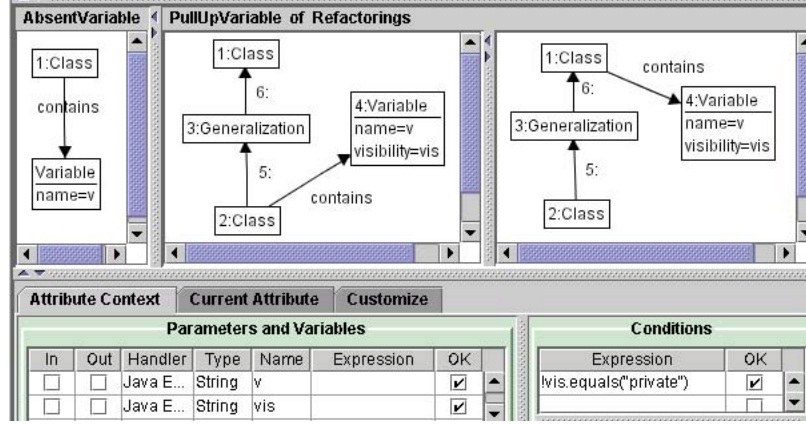 AbsentVariable
PullUpVariable of Refactorings
1:Class
contains
Variable
name=v
1:Class
6:
3:Generalization
4:Variable
name=v
visibility=vis
5:
contains
2:Class
1:Class
contains
6:
4:Variable
name=v
visibility=vis
3:Generalization
5:
2:Class
Attribute Context Current Attribute Customize
Parameters and Variables
In Out Handler Type Name Expression OK
Java E... String v
Java E... String vis
Conditions
Expression OK
!vis.equals("private")